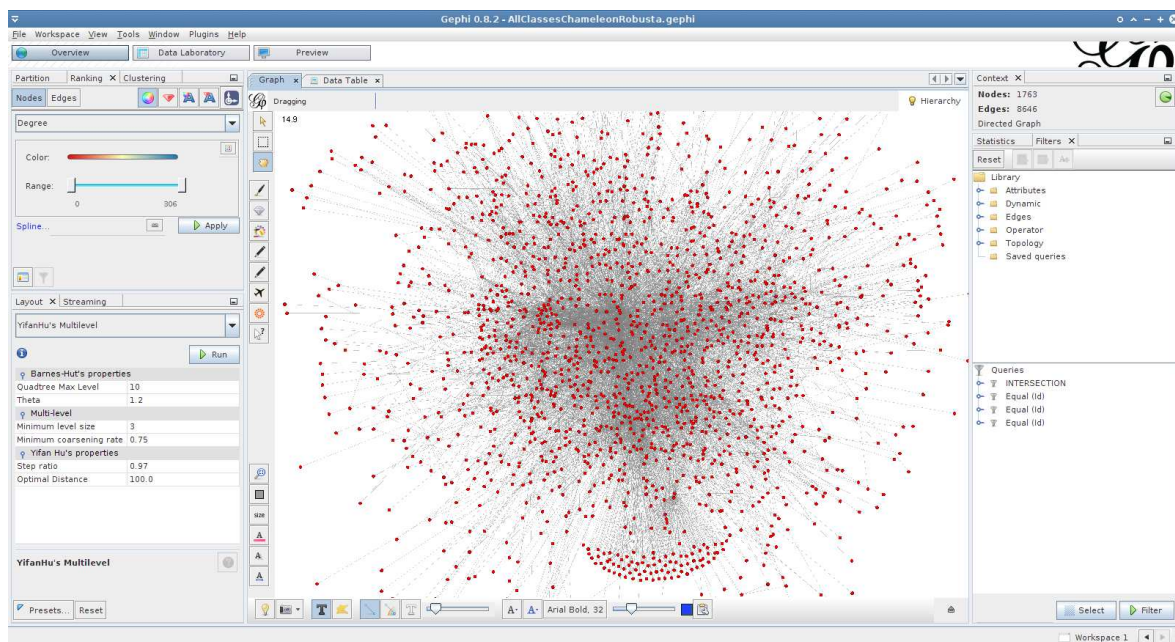 Gephi 0.8.2 - AllClassesChameleonRobusta.gephi
File Workspace View Tools Window Plugins Help
Overview Data Laboratory Preview
Partition Ranking X Clustering
Nodes Edges
Degree
Color:
Range:
0 306
Spline...
Apply
Layout X Streaming
YifanHu's Multilevel
Run
Barnes-Hut's properties
Quadtree Max Level 10
Theta 1.2
Multi-level
Minimum level size 3
Minimum coarsening rate 0.75
Yifan Hu's properties
Step ratio 0.97
Optimal Distance 100.0
YifanHu's Multilevel
Presets... Reset
Graph x Data Table x
Dragging
Hierarchy
14.9
size
A
A
A
T T A- A- Arial Bold, 32
Context X
Nodes: 1763
Edges: 8646
Directed Graph
Statistics Filters X
Reset
Library
Attributes
Dynamic
Edges
Operator
Topology
Saved queries
Queries
INTERSECTION
Equal (Id)
Equal (Id)
Equal (Id)
Select Filter
Workspace 1